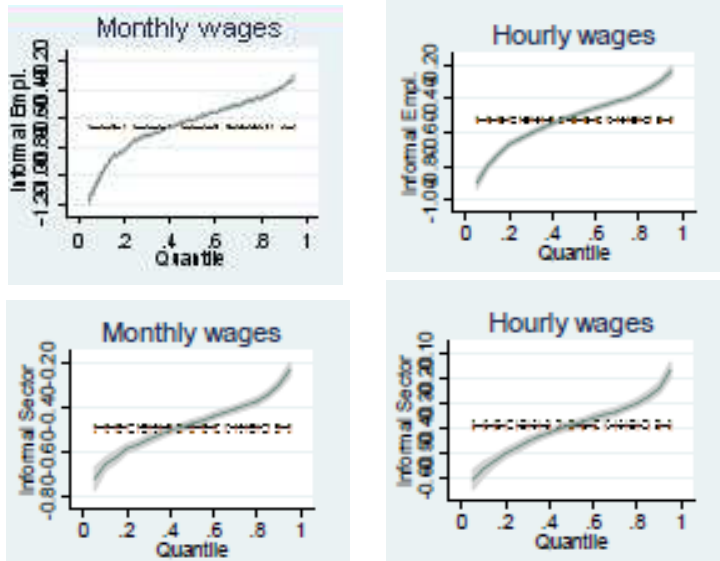 Monthly wages
Informal Empl.
0 .2 .4 .6 .8 1
Quantile
Hourly wages
Informal Empl.
0 .2 .4 .6 .8 1
Quantile
Monthly wages
Informal Sector
-0.80-0.60-0.40-0.20
0 .2 .4 .6 .8 1
Quantile
Hourly wages
Informal Sector
0 .2 .4 .6 .8 1
Quantile